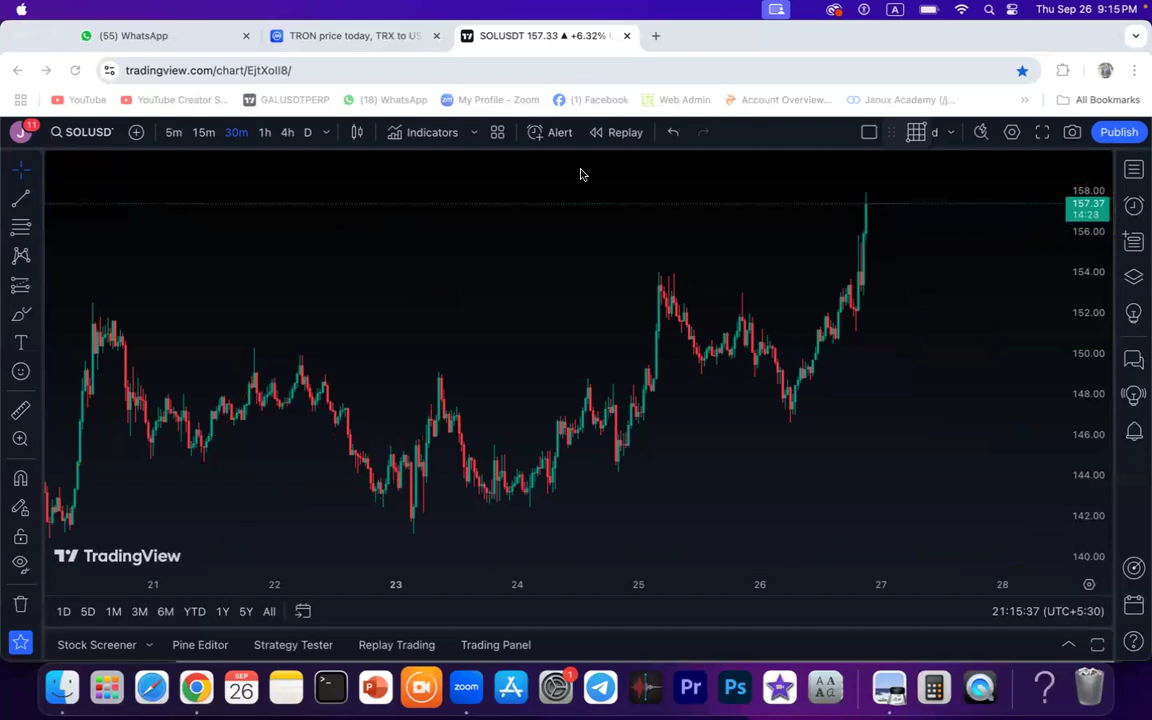 Thu Sep 26 9:15 PM
(55) WhatsApp
TRON price today, TRX to US
SOLUSDT 157.33 ▲ +6.32% U
tradingview.com/chart/EjtXoII8/
YouTube
YouTube Creator S...
GALUSDTPERP
(18) WhatsApp
My Profile - Zoom
(1) Facebook
Web Admin
Account Overview...
Janux Academy (/j...
All Bookmarks
J 11
SOLUSD
5m 15m 30m 1h 4h D
Indicators
Alert
Replay
d
Publish
158.00
157.37
14:23
156.00
154.00
152.00
150.00
148.00
146.00
144.00
142.00
140.00
TradingView
21 22 23 24 25 26 27 28
1D 5D 1M 3M 6M YTD 1Y 5Y All
21:15:37 (UTC+5:30)
Stock Screener
Pine Editor
Strategy Tester
Replay Trading
Trading Panel
SEP
26
zoom
1
Pr
Ps